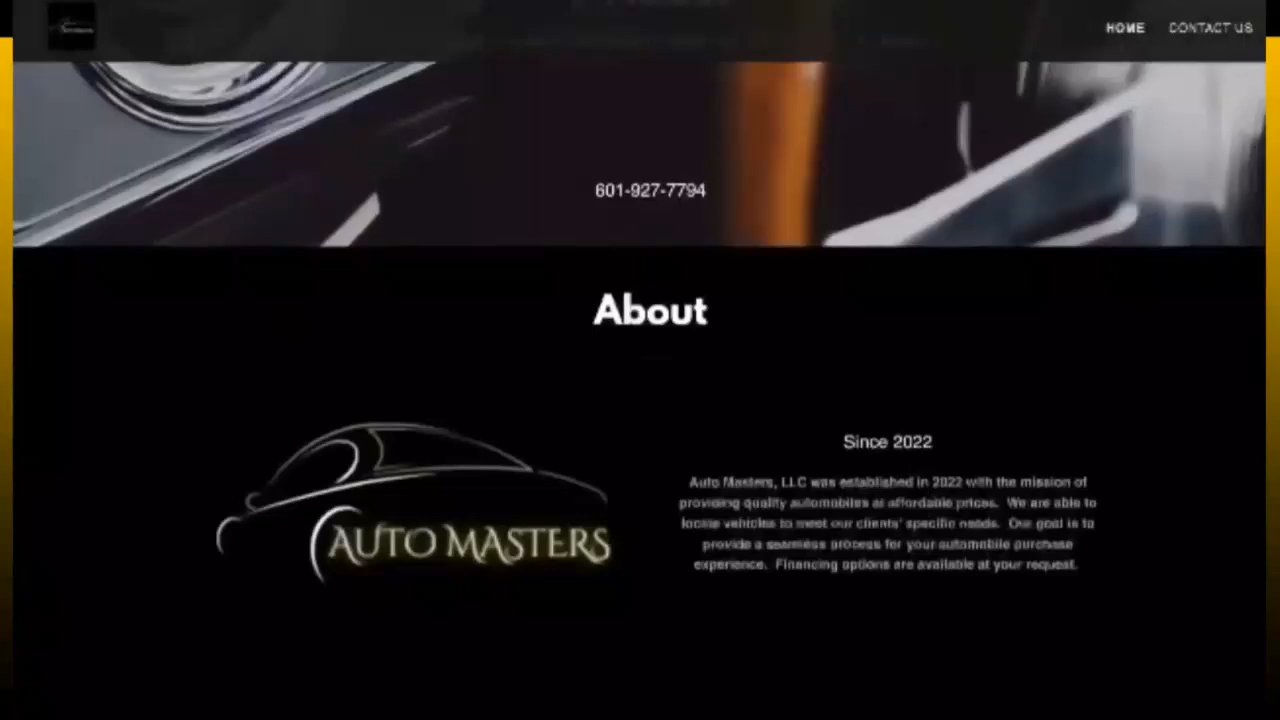 HOME CONTACT US
601-927-7794
About
Since 2022
AUTO MASTERS
Auto Masters, LLC was established in 2022 with the mission of
providing quality automobiles at affordable prices. We are able to
locate vehicles to meet our clients' specific needs. Our goal is to
provide a seamless process for your automobile purchase
experience. Financing options are available at your request.